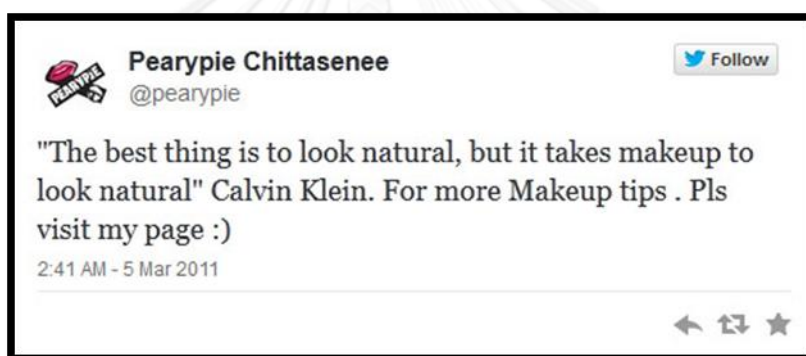 Pearypie Chittasenee
Follow
@pearypie
PEARYPIE
"The best thing is to look natural, but it takes makeup to
look natural" Calvin Klein. For more Makeup tips . Pls
visit my page :)
2:41 AM - 5 Mar 2011